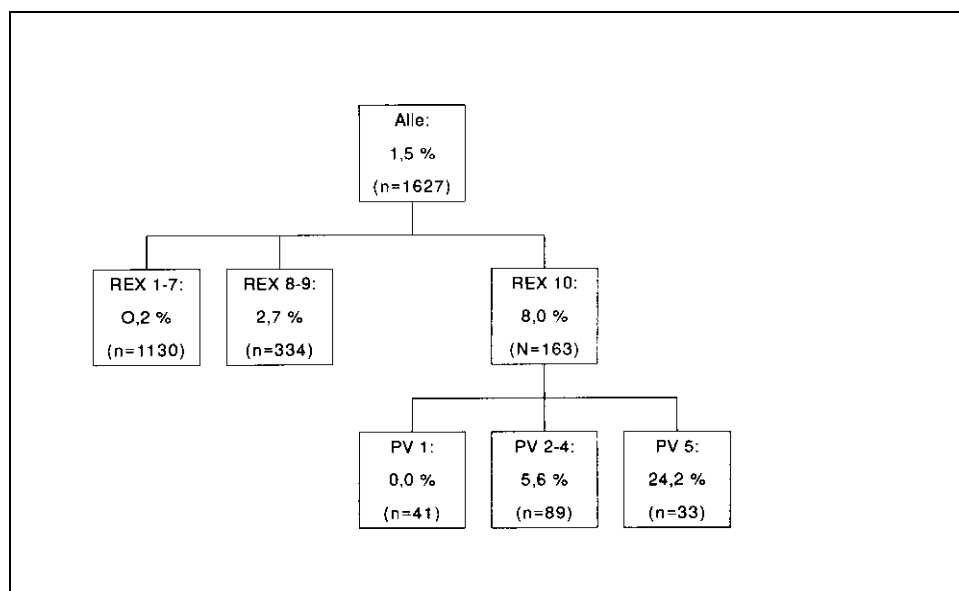 Alle:
1,5 %
(n=1627)
REX 1-7:
O,2 %
(n=1130)
REX 8-9:
2,7 %
(n=334)
REX 10:
8,0 %
(N=163)
PV 1:
0,0 %
(n=41)
PV 2-4:
5,6 %
(n=89)
PV 5:
24,2 %
(n=33)